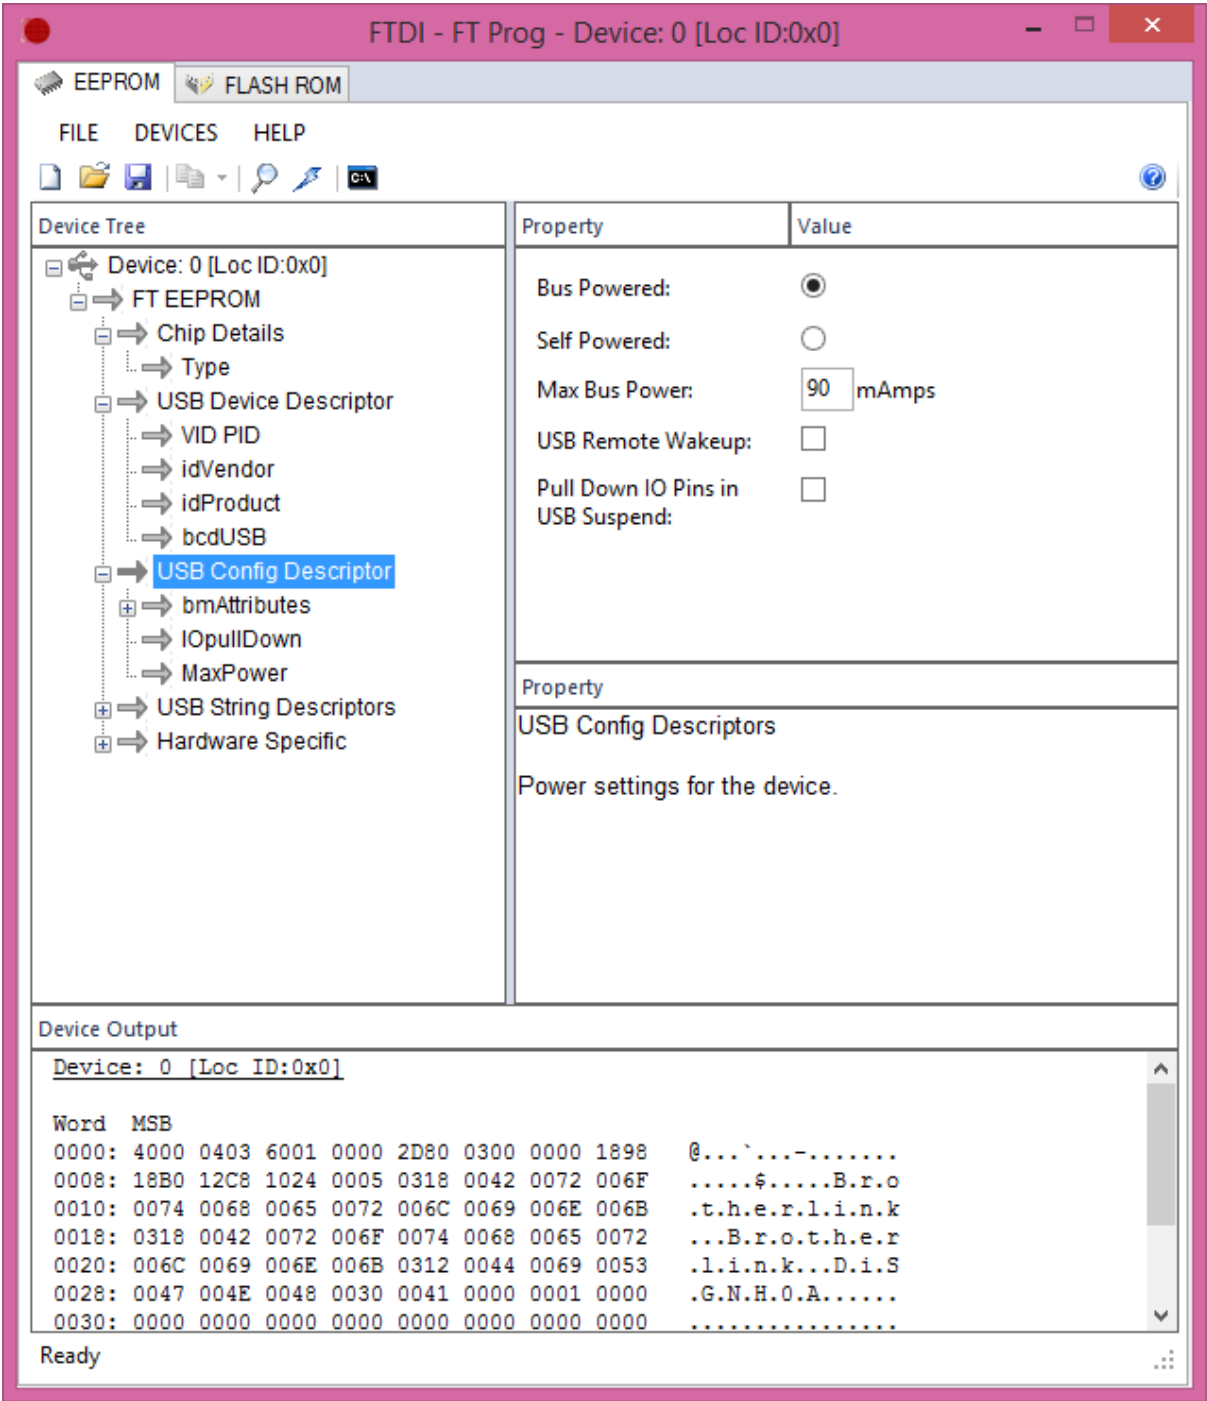 FTDI - FT Prog - Device: 0 [Loc ID:0x0]
EEPROM
FLASH ROM
FILE DEVICES HELP
C:\
Device Tree
Device: 0 [Loc ID:0x0]
FT EEPROM
Chip Details
Type
USB Device Descriptor
VID PID
idVendor
idProduct
bcdUSB
USB Config Descriptor
bmAttributes
IOpullDown
MaxPower
USB String Descriptors
Hardware Specific
Property Value
Bus Powered:
Self Powered:
Max Bus Power: 90 mAmps
USB Remote Wakeup:
Pull Down IO Pins in
USB Suspend:
Property
USB Config Descriptors
Power settings for the device.
Device Output
Device: 0 [Loc ID:0x0]
Word MSB
0000: 4000 0403 6001 0000 2D80 0300 0000 1898 @...`...-.......
0008: 18B0 12C8 1024 0005 0318 0042 0072 006F .....$.....B.r.o
0010: 0074 0068 0065 0072 006C 0069 006E 006B .t.h.e.r.l.i.n.k
0018: 0318 0042 0072 006F 0074 0068 0065 0072 ...B.r.o.t.h.e.r
0020: 006C 0069 006E 006B 0312 0044 0069 0053 .l.i.n.k...D.i.S
0028: 0047 004E 0048 0030 0041 0000 0001 0000 .G.N.H.0.A......
0030: 0000 0000 0000 0000 0000 0000 0000 0000 ................
Ready